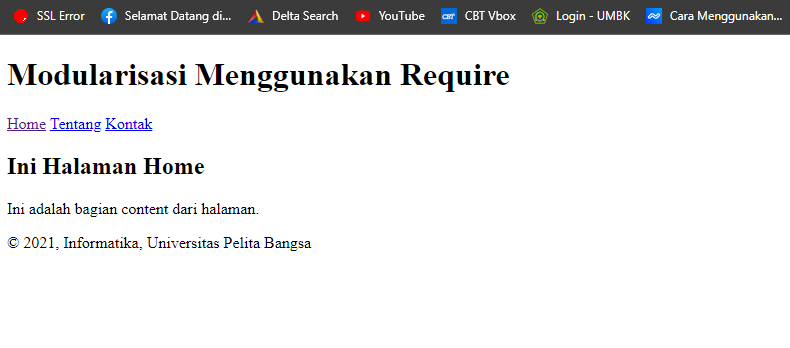 SSL Error Selamat Datang di... Delta Search YouTube CBT CBT Vbox Login - UMBK Cara Menggunakan...
Modularisasi Menggunakan Require
Home Tentang Kontak
Ini Halaman Home
Ini adalah bagian content dari halaman.
© 2021, Informatika, Universitas Pelita Bangsa